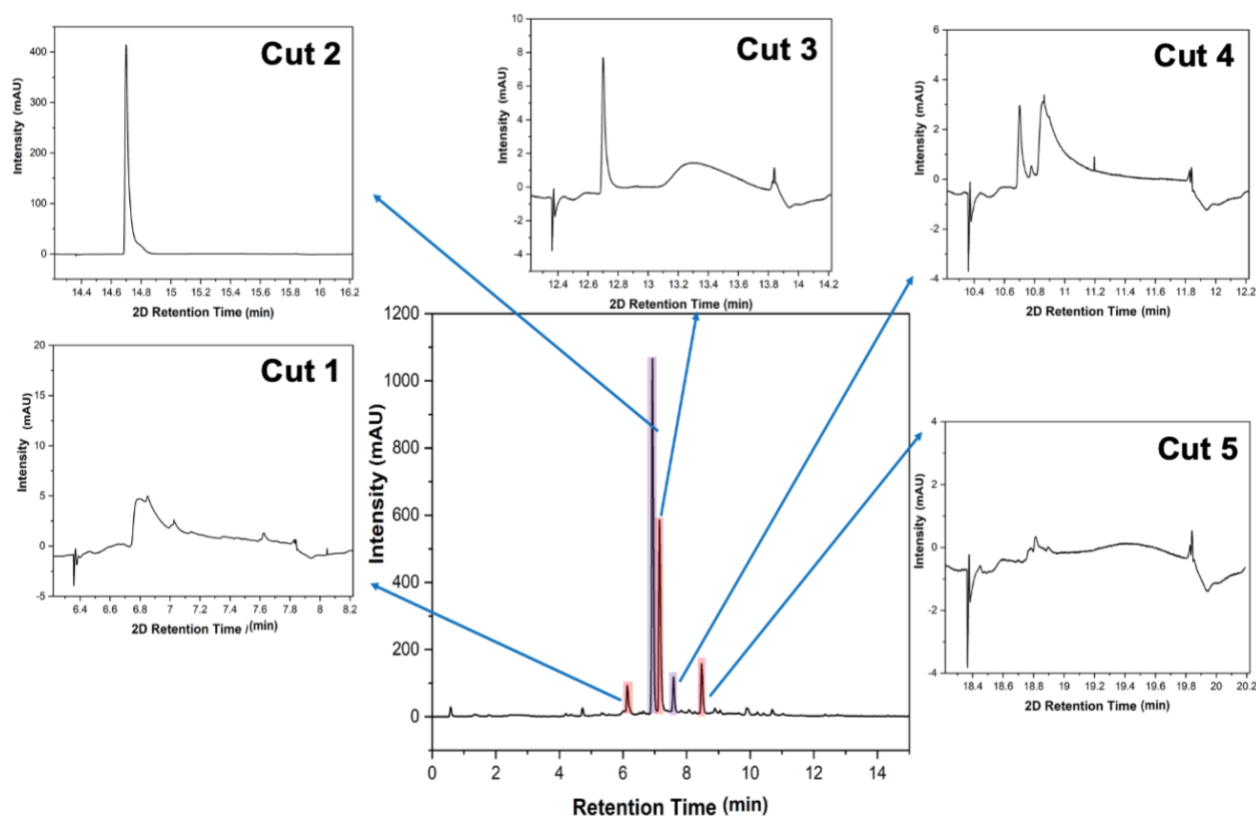 Cut 2
400
300
200
100
0
Intensity (mAU)
14.4 14.6 14.8 15 15.2 15.4 15.6 15.8 16 16.2
2D Retention Time (min)
Cut 3
10
8
6
4
2
0
-2
-4
Intensity (mAU)
12.4 12.6 12.8 13 13.2 13.4 13.6 13.8 14 14.2
2D Retention Time (min)
Cut 4
6
4
2
0
-2
-4
Intensity (mAU)
10.4 10.6 10.8 11 11.2 11.4 11.6 11.8 12 12.2
2D Retention Time (min)
Cut 1
20
15
10
5
0
-5
Intensity (mAU)
6.4 6.6 6.8 7 7.2 7.4 7.6 7.8 8 8.2
2D Retention Time /(min)
1200
1000
800
600
400
200
0
Intensity (mAU)
0 2 4 6 8 10 12 14
Retention Time (min)
Cut 5
4
2
0
-2
-4
Intensity (mAU)
18.4 18.6 18.8 19 19.2 19.4 19.6 19.8 20 20.2
2D Retention Time (min)